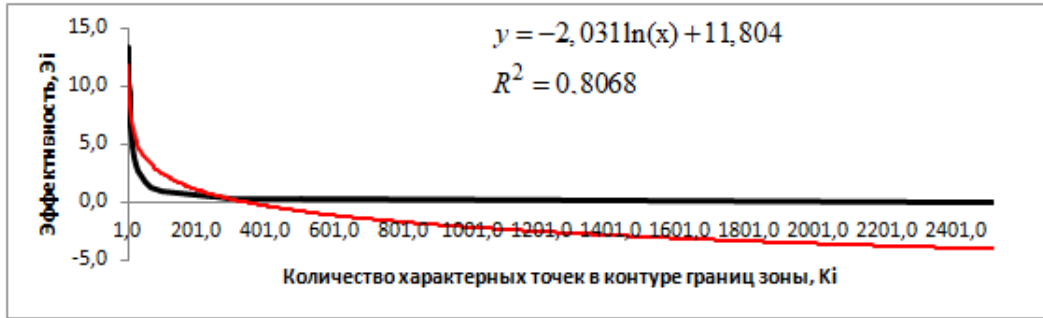 15,0
y = −2,031ln(x) + 11,804
R² = 0.8068
10,0
5,0
0,0
-5,0
Эффективность, Эi
1,0 201,0 401,0 601,0 801,0 1001,0 1201,0 1401,0 1601,0 1801,0 2001,0 2201,0 2401,0
Количество характерных точек в контуре границ зоны, Ki